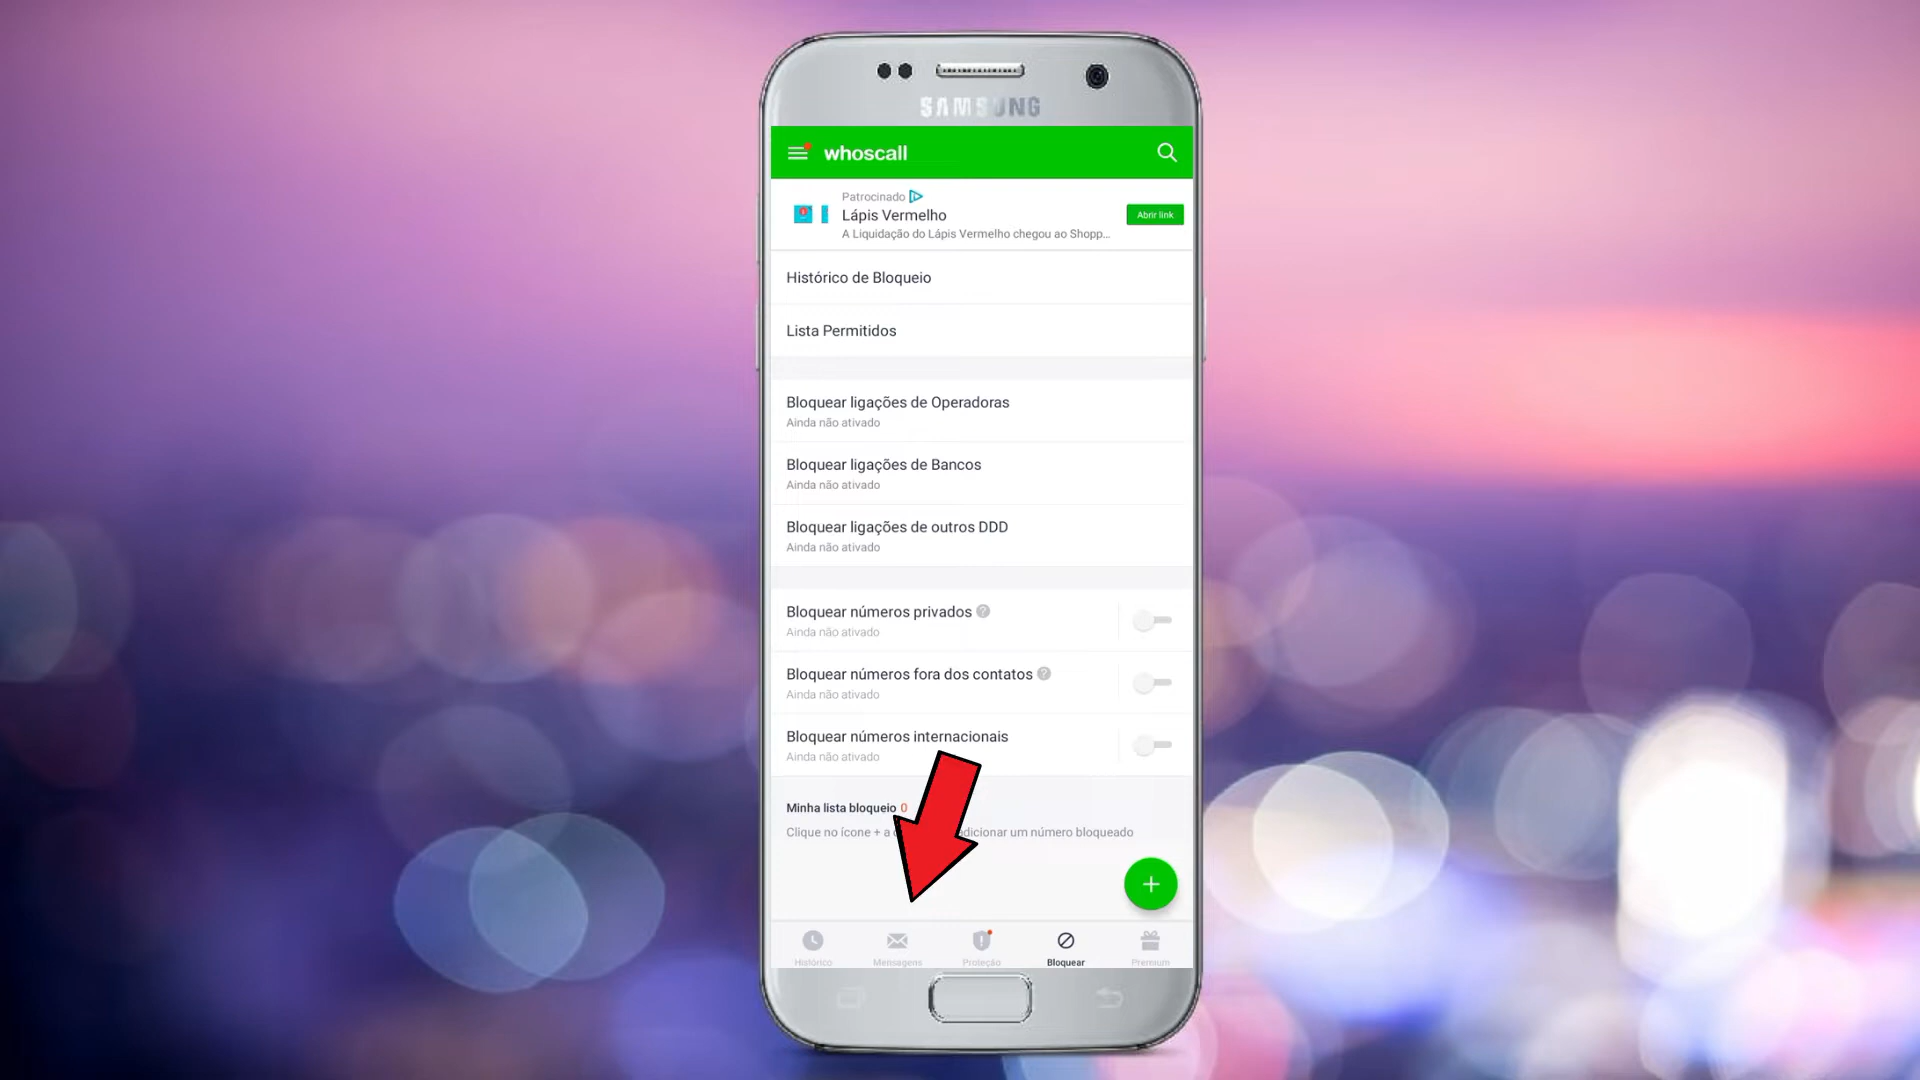 SAMSUNG
whoscall
Patrocinado
Lápis Vermelho
A Liquidação do Lápis Vermelho chegou ao Shopp...
Abrir link
Histórico de Bloqueio
Lista Permitidos
Bloquear ligações de Operadoras
Ainda não ativado
Bloquear ligações de Bancos
Ainda não ativado
Bloquear ligações de outros DDD
Ainda não ativado
Bloquear números privados ?
Ainda não ativado
Bloquear números fora dos contatos ?
Ainda não ativado
Bloquear números internacionais
Ainda não ativado
Minha lista bloqueio 0
Clique no ícone + a adicionar um número bloqueado
Histórico Mensagens Proteção Bloquear Premium